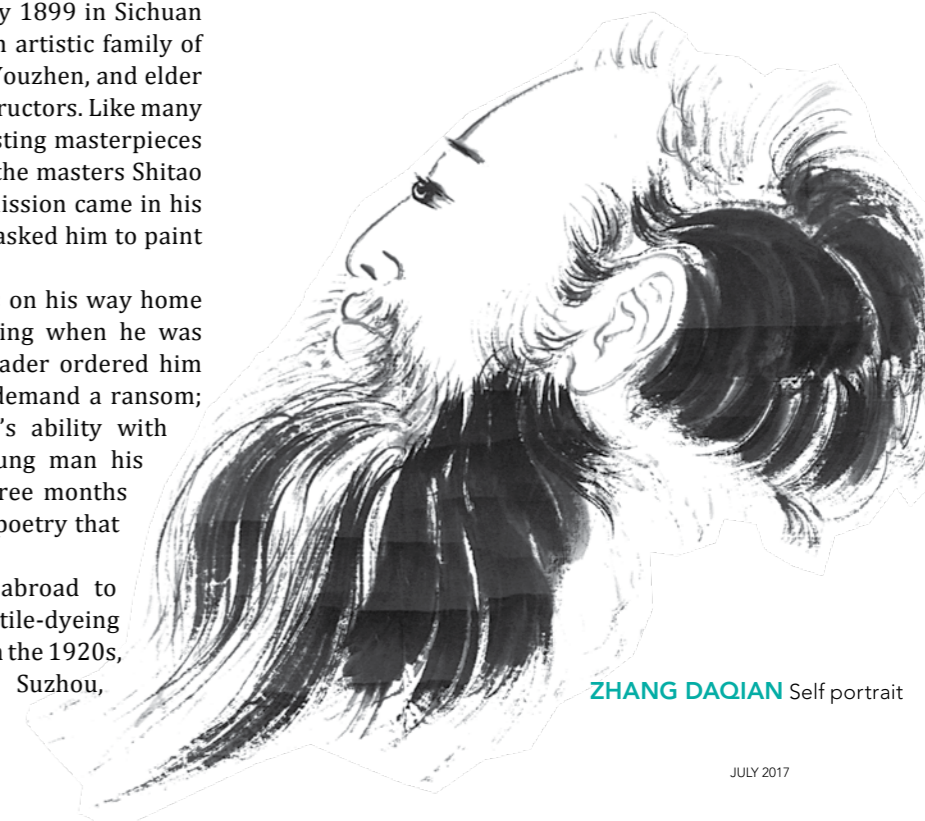 y 1899 in Sichuan
n artistic family of
Youzhen, and elder
ructors. Like many
sting masterpieces
the masters Shitao
ission came in his
asked him to paint
on his way home
ing when he was
ader ordered him
demand a ransom;
’s ability with
ung man his
ree months
poetry that
abroad to
tile-dyeing
n the 1920s,
Suzhou,
ZHANG DAQIAN Self portrait
JULY 2017